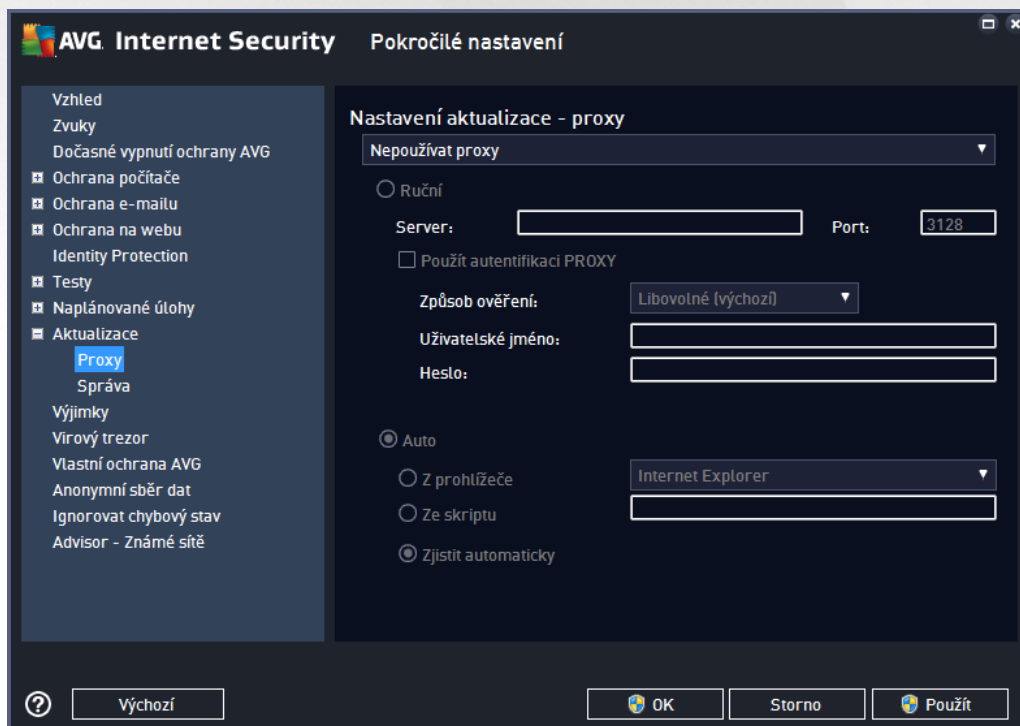 AVG. Internet Security Pokročilé nastavení
Vzhled
Zvuky
Dočasné vypnutí ochrany AVG
Ochrana počítače
Ochrana e-mailu
Ochrana na webu
Identity Protection
Testy
Naplánované úlohy
Aktualizace
Proxy
Správa
Výjimky
Virový trezor
Vlastní ochrana AVG
Anonymní sběr dat
Ignorovat chybový stav
Advisor - Známé sítě
Nastavení aktualizace - proxy
Nepoužívat proxy
Ruční
Server: Port: 3128
Použít autentifikaci PROXY
Způsob ověření: Libovolné (výchozí)
Uživatelské jméno:
Heslo:
Auto
Z prohlížeče Internet Explorer
Ze skriptu
Zjistit automaticky
? Výchozí OK Storno Použít